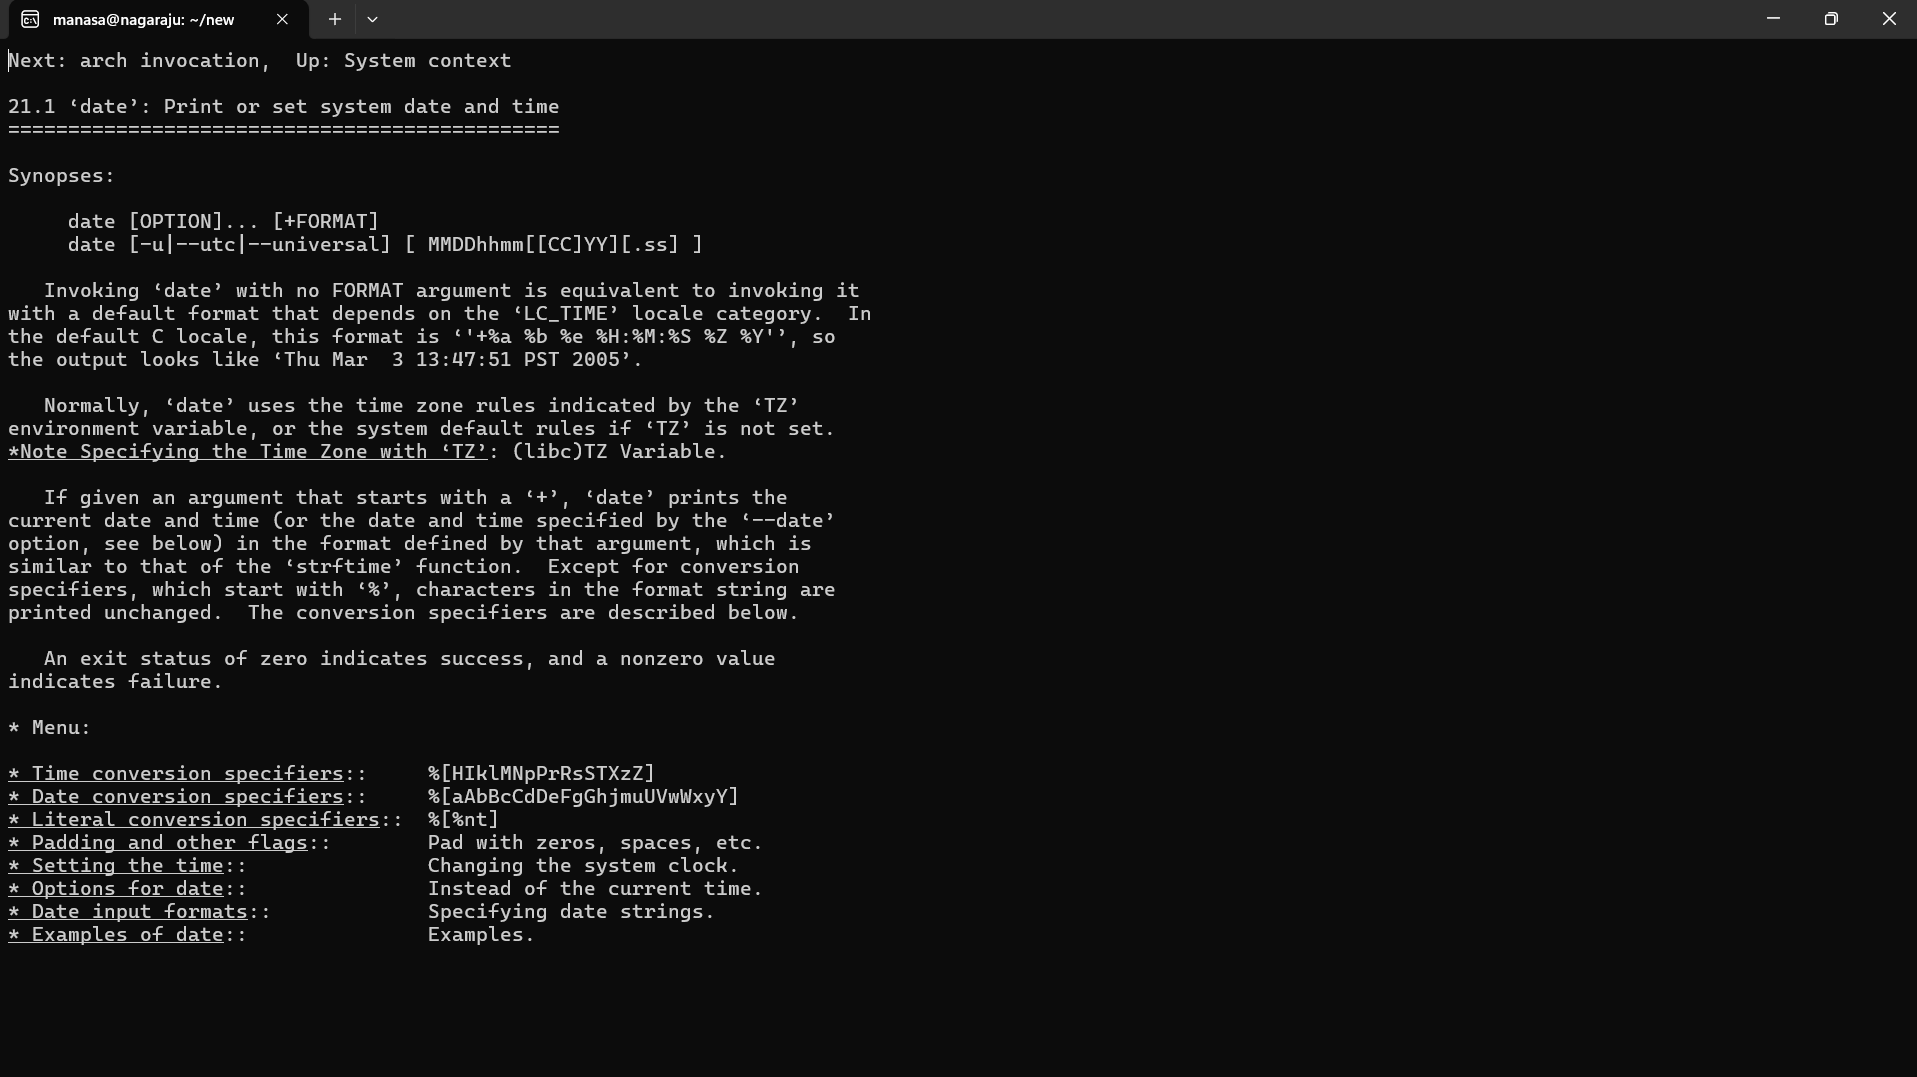 manasa@nagaraju: ~/new
Next: arch invocation,  Up: System context
21.1 ‘date’: Print or set system date and time
==============================================
Synopses:
     date [OPTION]... [+FORMAT]
     date [-u|--utc|--universal] [ MMDDhhmm[[CC]YY][.ss] ]
   Invoking ‘date’ with no FORMAT argument is equivalent to invoking it
with a default format that depends on the ‘LC_TIME’ locale category.  In
the default C locale, this format is ‘'+%a %b %e %H:%M:%S %Z %Y'’, so
the output looks like ‘Thu Mar  3 13:47:51 PST 2005’.
   Normally, ‘date’ uses the time zone rules indicated by the ‘TZ’
environment variable, or the system default rules if ‘TZ’ is not set.
*Note Specifying the Time Zone with ‘TZ’: (libc)TZ Variable.
   If given an argument that starts with a ‘+’, ‘date’ prints the
current date and time (or the date and time specified by the ‘--date’
option, see below) in the format defined by that argument, which is
similar to that of the ‘strftime’ function.  Except for conversion
specifiers, which start with ‘%’, characters in the format string are
printed unchanged.  The conversion specifiers are described below.
   An exit status of zero indicates success, and a nonzero value
indicates failure.
* Menu:
* Time conversion specifiers::     %[HIklMNpPrRsSTXzZ]
* Date conversion specifiers::     %[aAbBcCdDeFgGhjmuUVwWxyY]
* Literal conversion specifiers::  %[%nt]
* Padding and other flags::        Pad with zeros, spaces, etc.
* Setting the time::               Changing the system clock.
* Options for date::               Instead of the current time.
* Date input formats::             Specifying date strings.
* Examples of date::               Examples.